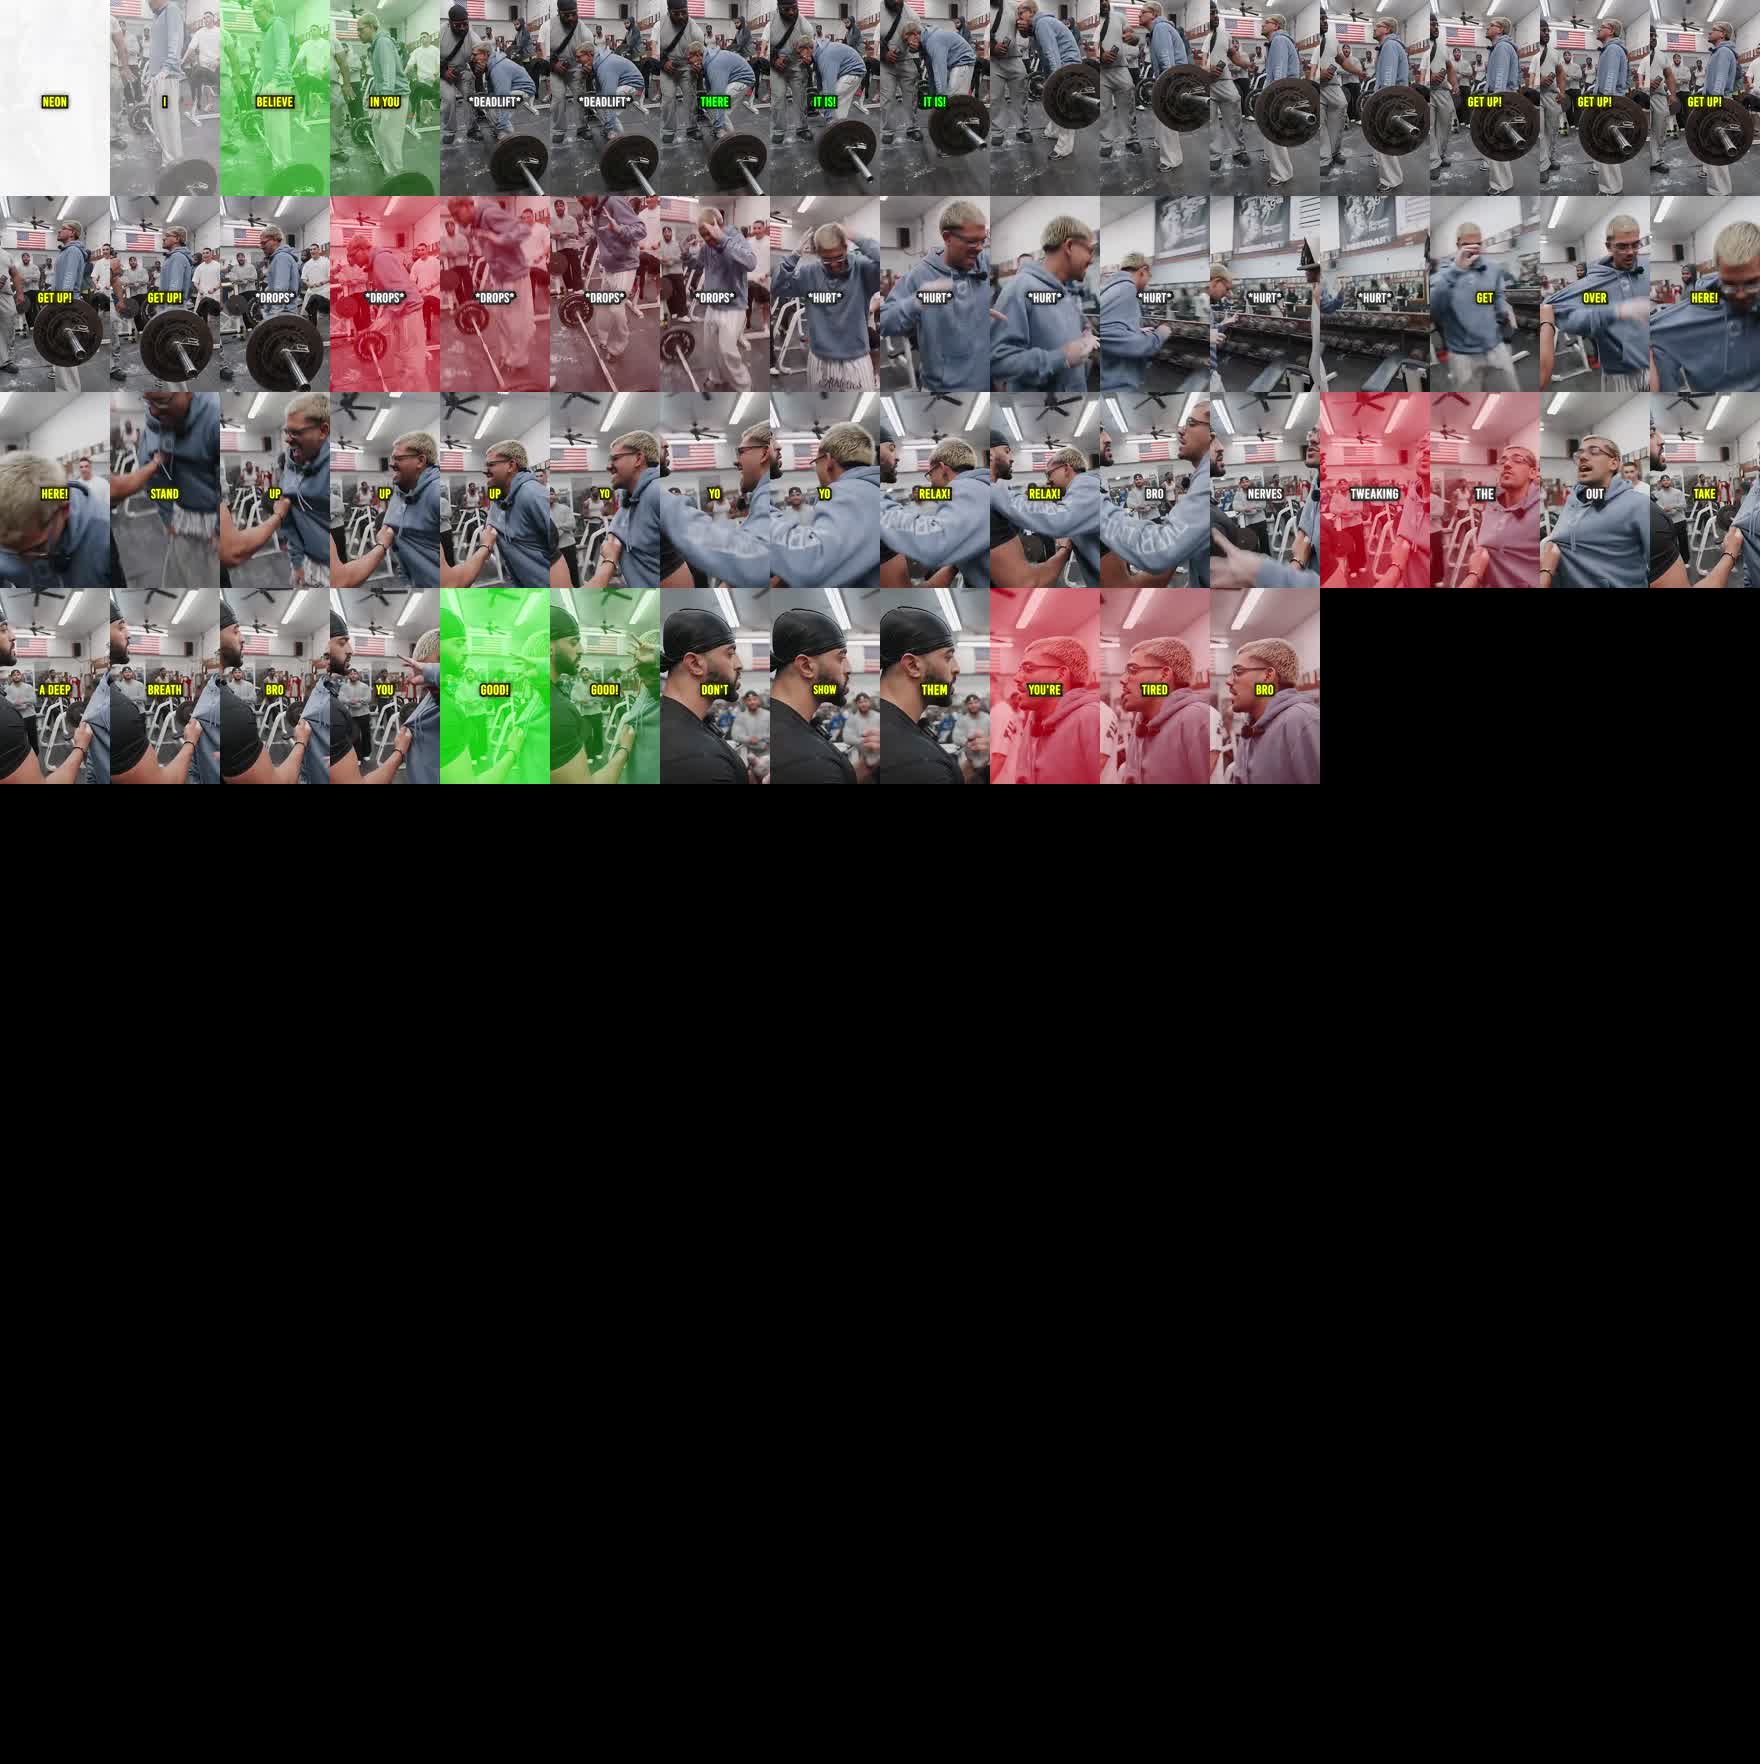 NEON
I
BELIEVE
IN YOU
*DEADLIFT*
*DEADLIFT*
THERE
IT IS!
IT IS!
GET UP!
GET UP!
GET UP!
GET UP!
GET UP!
*DROPS*
*DROPS*
*DROPS*
*DROPS*
*DROPS*
*HURT*
*HURT*
*HURT*
*HURT*
*HURT*
*HURT*
GET
OVER
HERE!
HERE!
STAND
UP
UP
UP
YO
YO
YO
RELAX!
RELAX!
BRO
NERVES
TWEAKING
THE
OUT
TAKE
A DEEP
BREATH
BRO
YOU
GOOD!
GOOD!
DON'T
SHOW
THEM
YOU'RE
TIRED
BRO